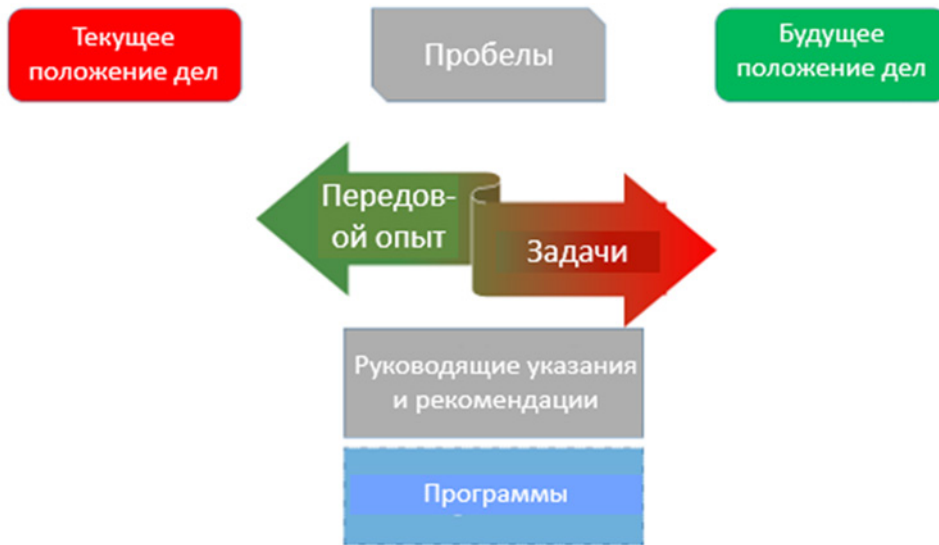 Текущее
положение дел
Пробелы
Будущее
положение дел
Передов-
ой опыт
Задачи
Руководящие указания
и рекомендации
Программы